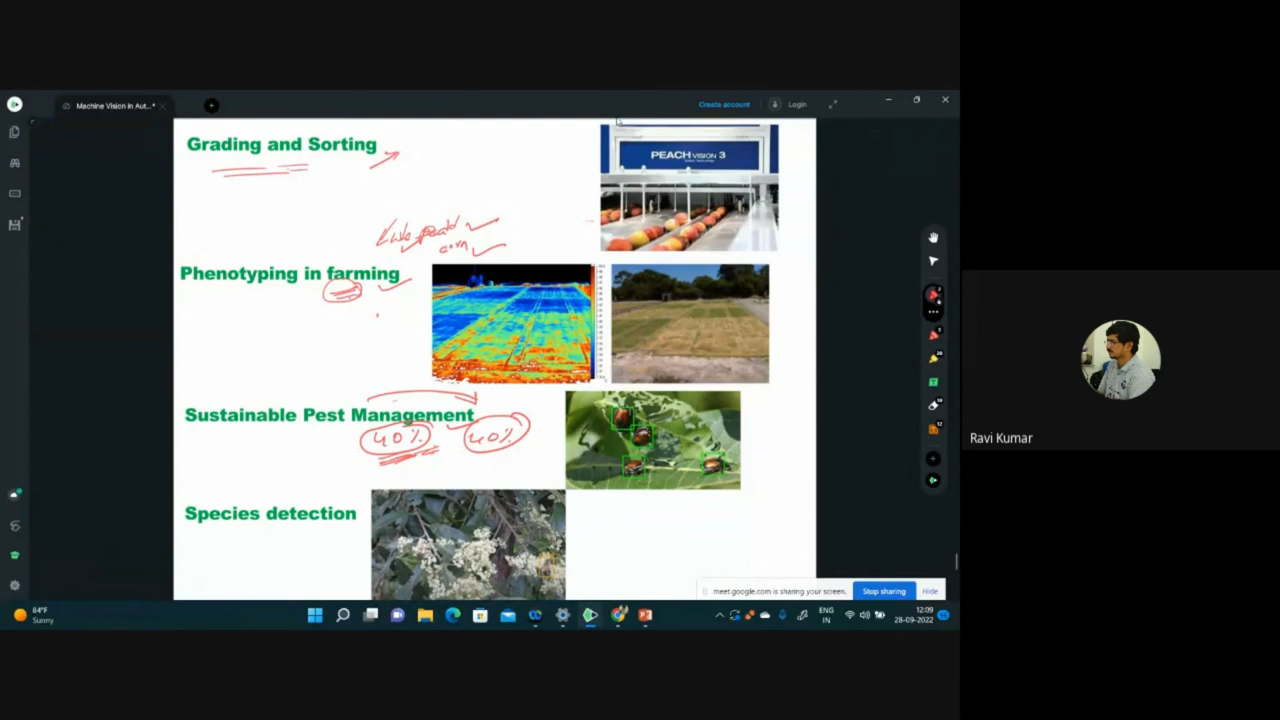 Machine Vision in Aut...*
Create account
Login
Grading and Sorting
PEACH VISION 3
corn
Phenotyping in farming
Sustainable Pest Management
40% 40%
Species detection
Ravi Kumar
meet.google.com is sharing your screen.
Stop sharing
Hide
84°F
Sunny
ENG
IN
12:09
28-09-2022